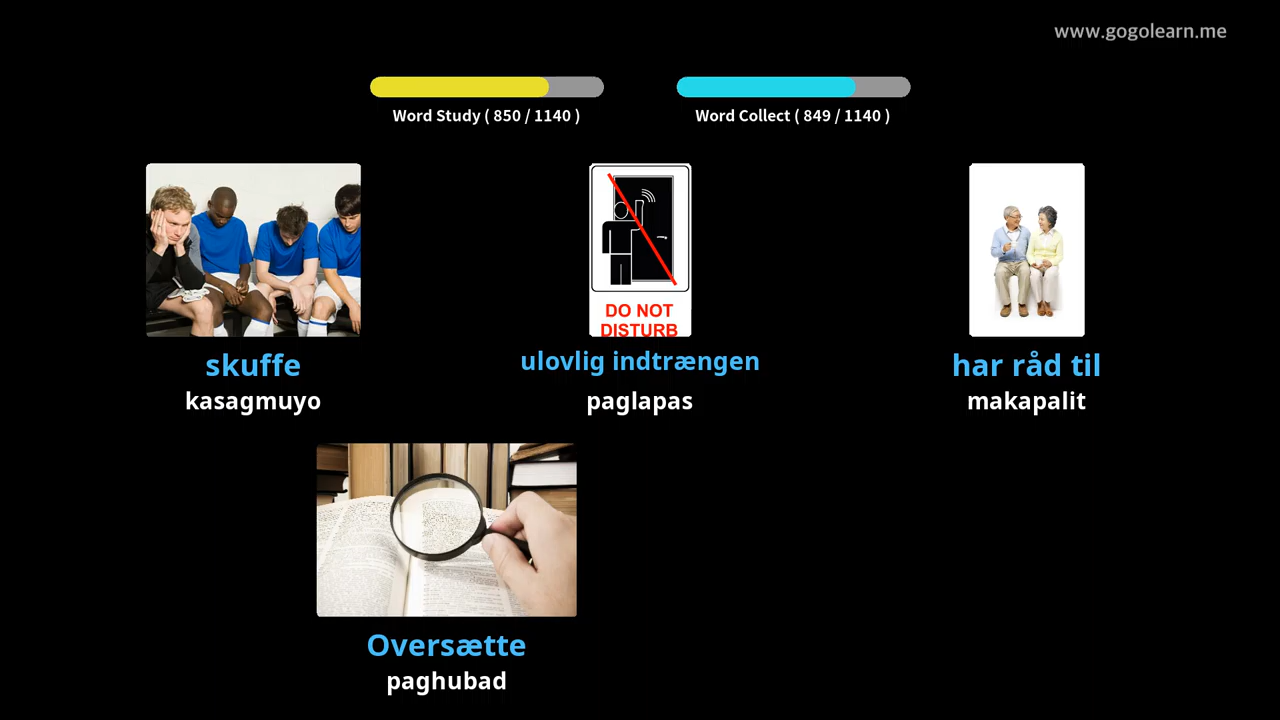 www.gogolearn.me
Word Study ( 850 / 1140 )
Word Collect ( 849 / 1140 )
DO NOT
DISTURB
skuffe
ulovlig indtrængen
har råd til
kasagmuyo
paglapas
makapalit
Oversætte
paghubad